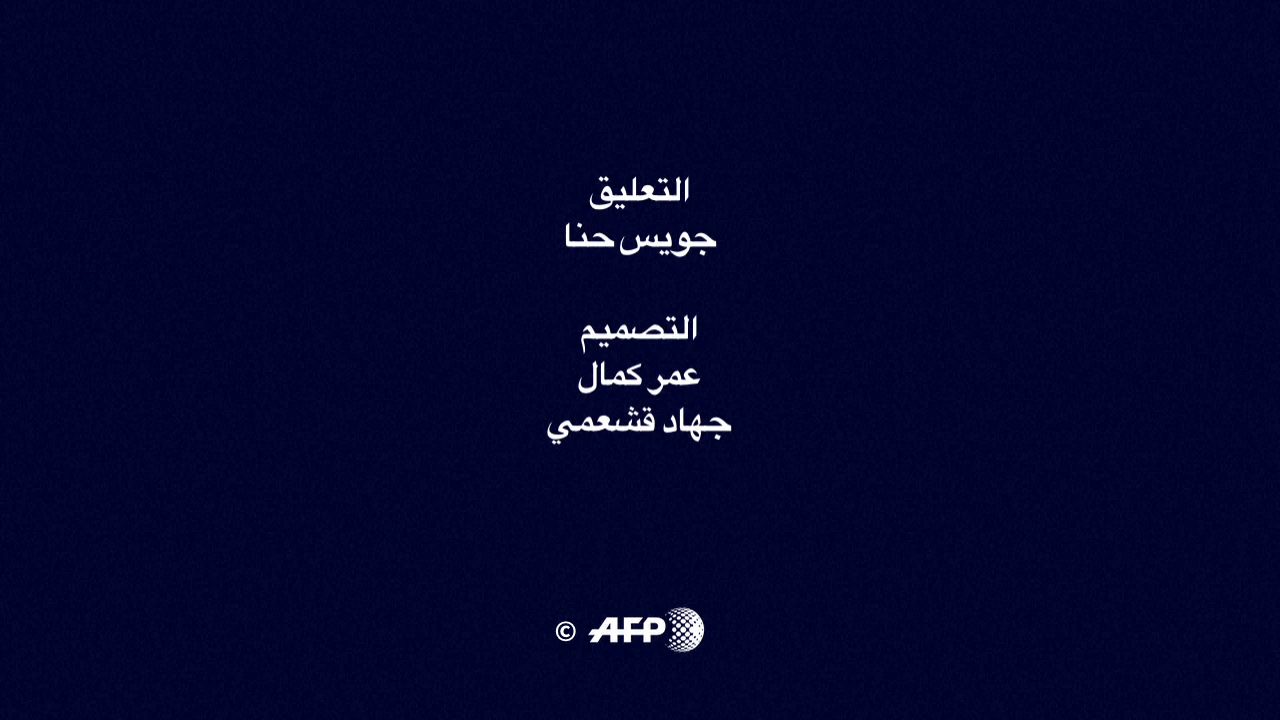 التعليق
جويس حنا
التصميم
عمر كمال
جهاد قشعمي
© AFP